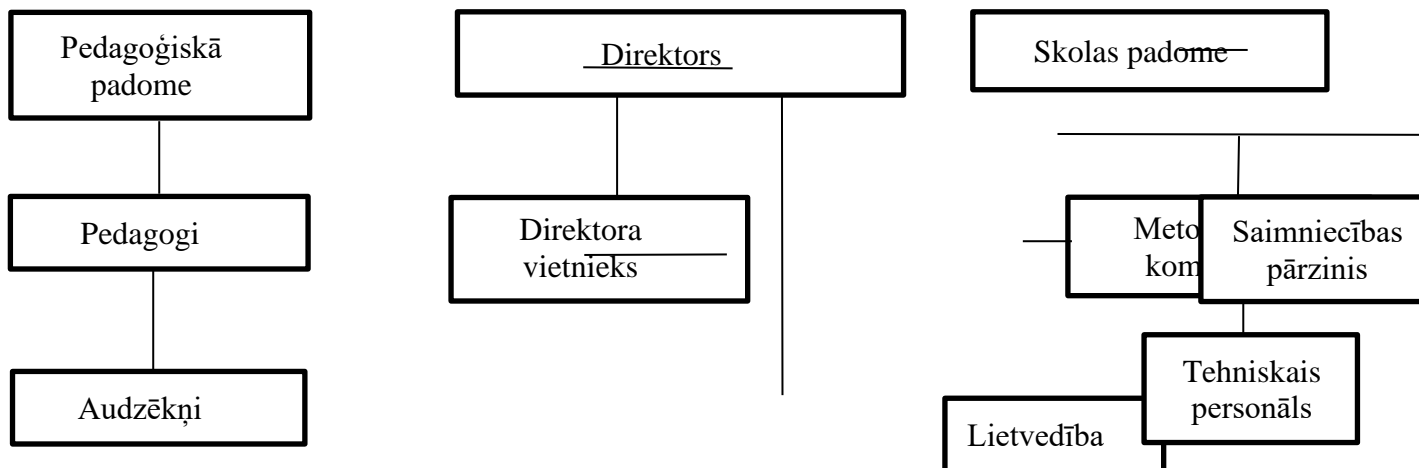 Pedagoģiskā
padome
Direktors
Skolas padome
Pedagogi
Direktora
vietnieks
Saimniecības
pārzinis
Audzēkņi
Tehniskais
personāls
Lietvedība